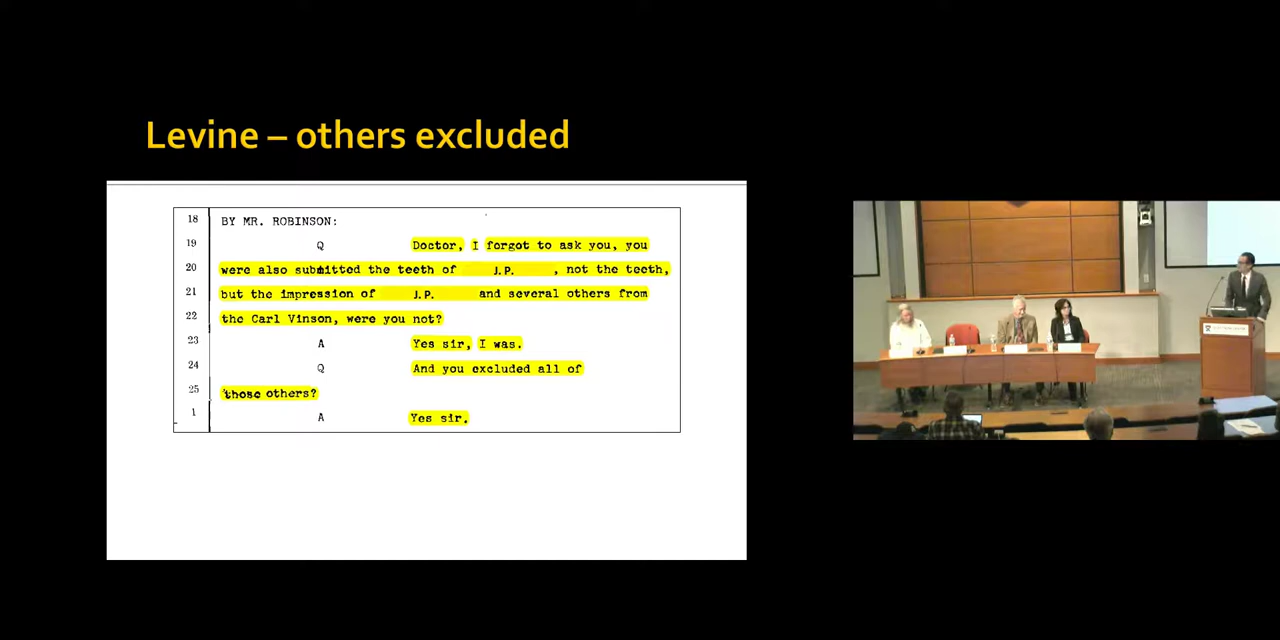 Levine – others excluded
18 BY MR. ROBINSON:
19 Q Doctor, I forgot to ask you, you
20 were also submitted the teeth of J.P. , not the teeth,
21 but the impression of J.P. and several others from
22 the Carl Vinson, were you not?
23 A Yes sir, I was.
24 Q And you excluded all of
25 those others?
1 A Yes sir.